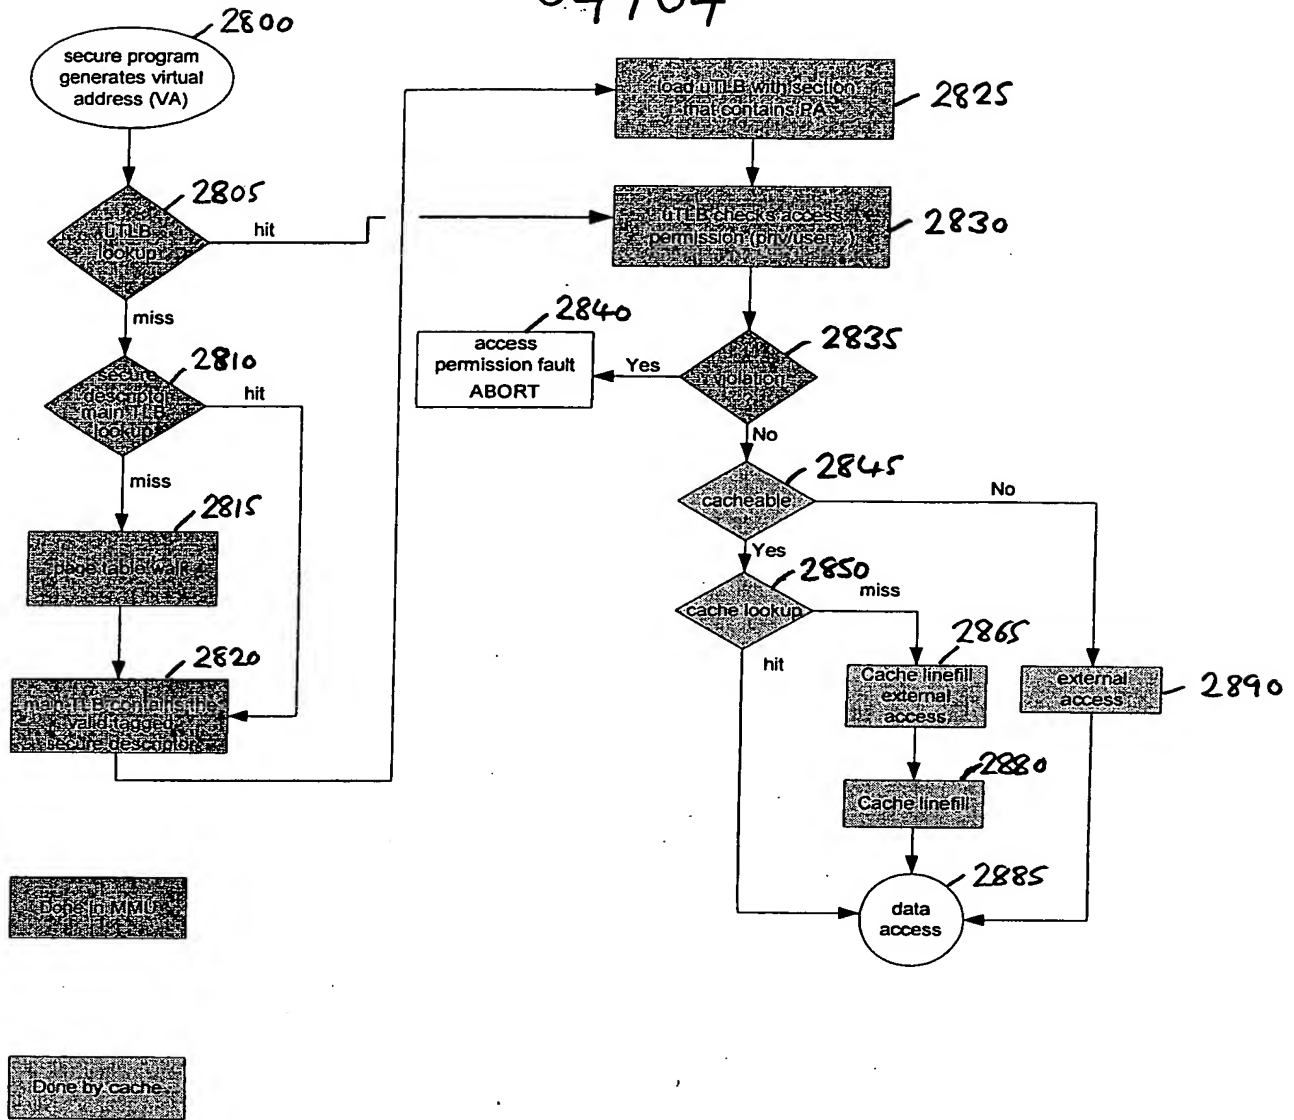 2800
secure program
generates virtual
address (VA)
2805
uTLB
lookup
hit
miss
2810
secure
descriptor
main TLB
lookup
hit
miss
2815
page table walk
2820
main TLB contains the
valid tagged
secure descriptor
2825
load uTLB with section
that contains PA
2830
uTLB checks access
permission (priv/user...)
2835
violation
?
Yes
2840
access
permission fault
ABORT
No
2845
cacheable
No
Yes
2850
cache lookup
miss
hit
2865
Cache linefill
external
access
2880
Cache linefill
external
access
2890
2885
data
access
Done in MMU
Done by cache